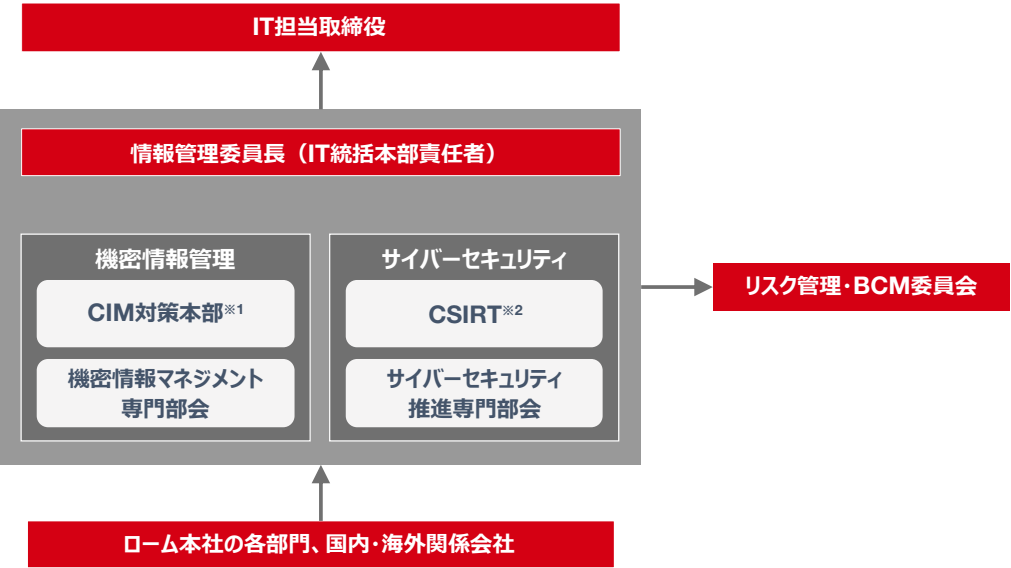 IT担当取締役
情報管理委員長（IT統括本部責任者）
機密情報管理
CIM対策本部※1
機密情報マネジメント
専門部会
サイバーセキュリティ
CSIRT※2
サイバーセキュリティ
推進専門部会
リスク管理・BCM委員会
ローム本社の各部門、国内・海外関係会社